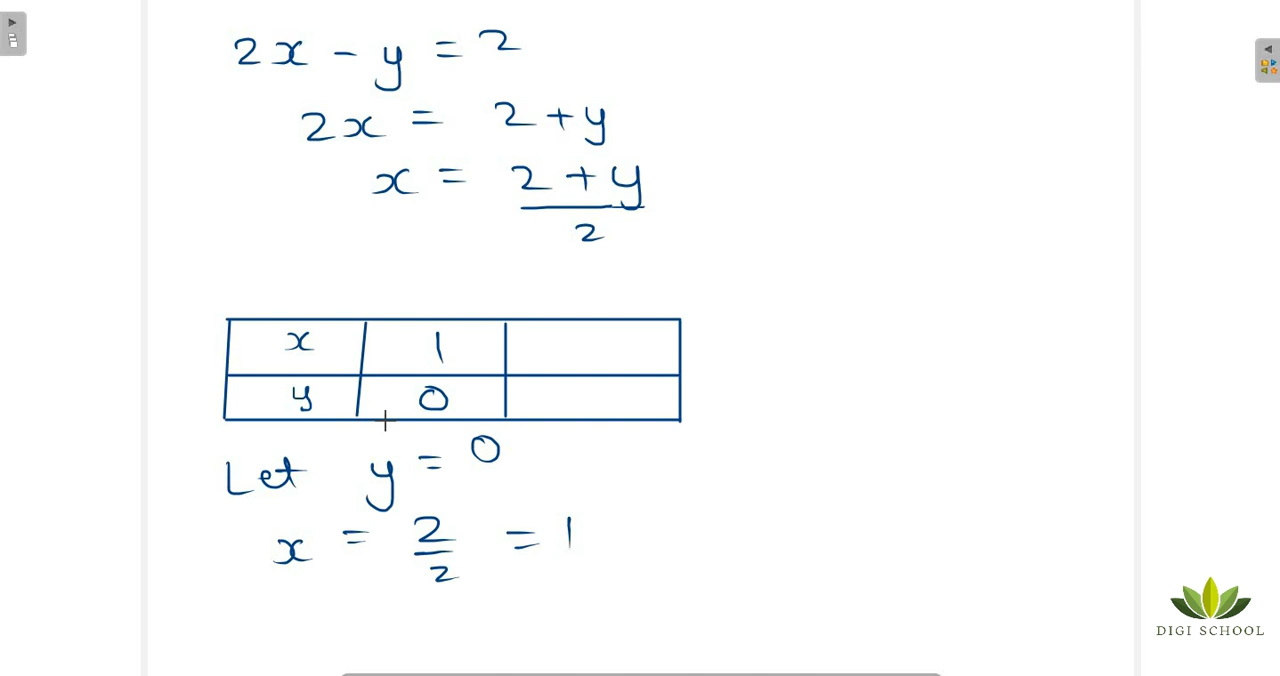 2x - y = 2
2x = 2 + y
x = 2 + y
2
x 1
y 0
Let y = 0
x = 2/2 = 1
DIGI SCHOOL